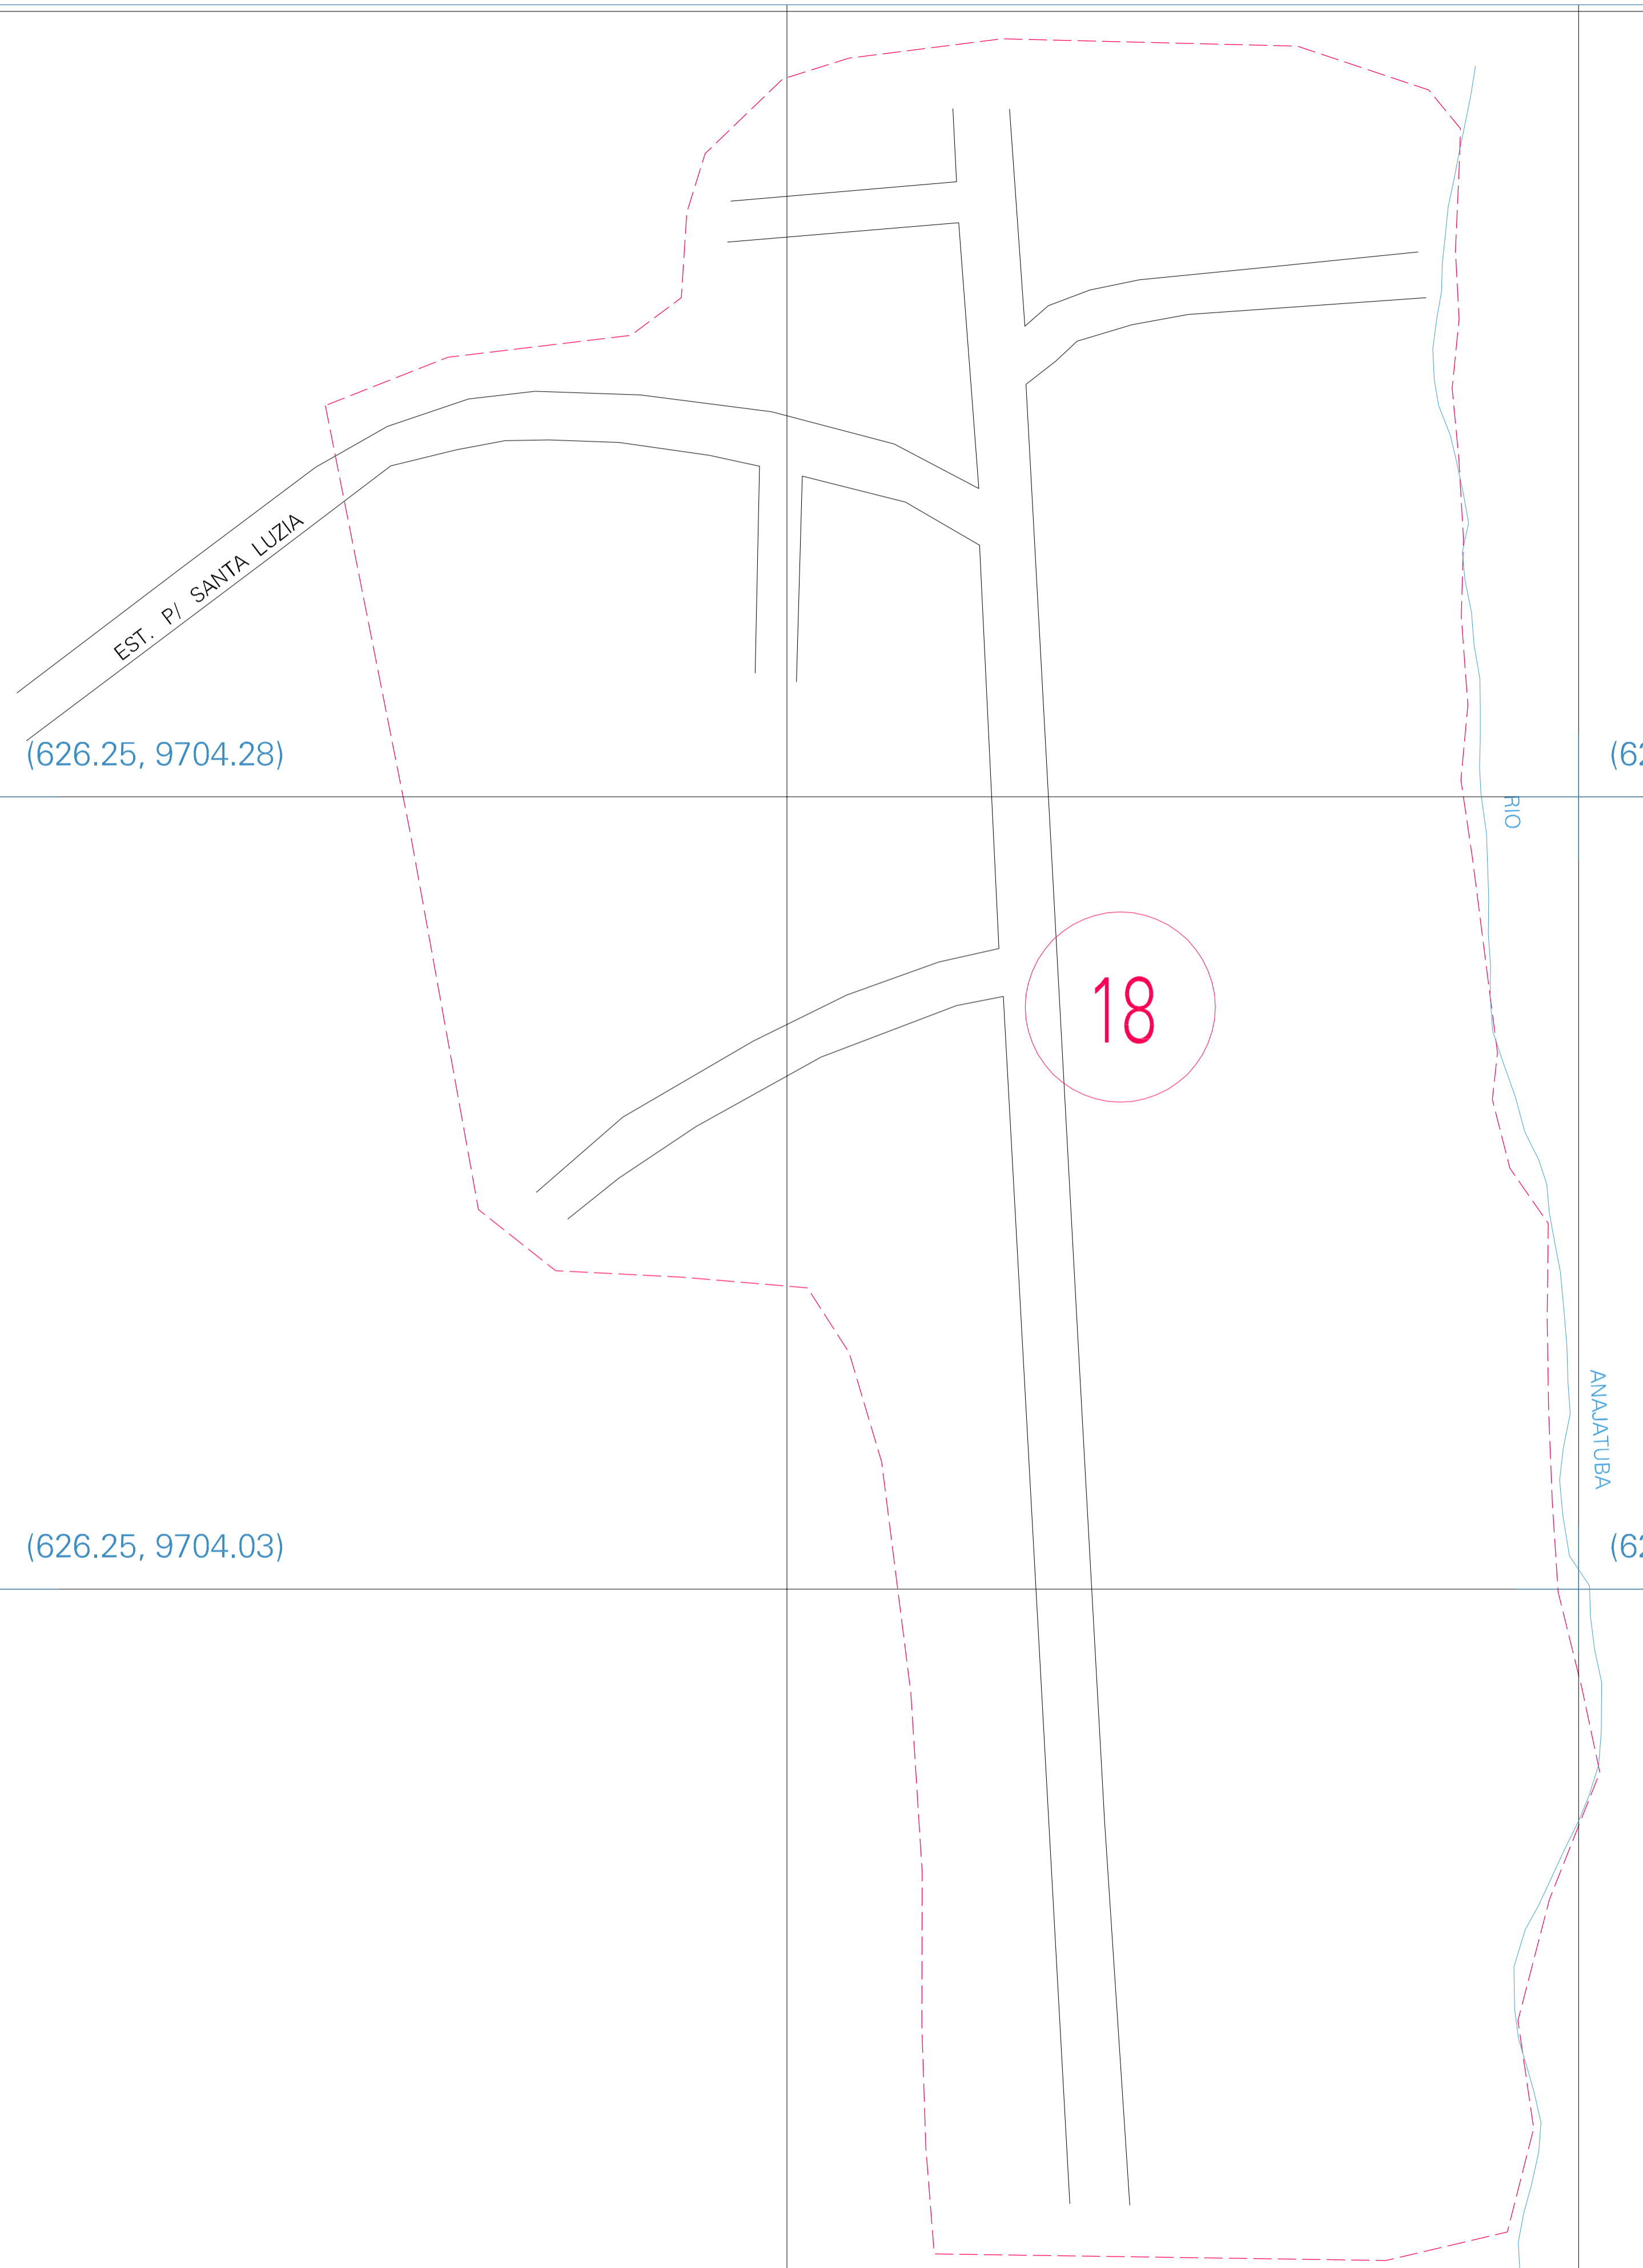 EST. P/ SANTA LUZIA
(626.25, 9704.28)
RIO
18
ANAJATUBA
(626.25, 9704.03)